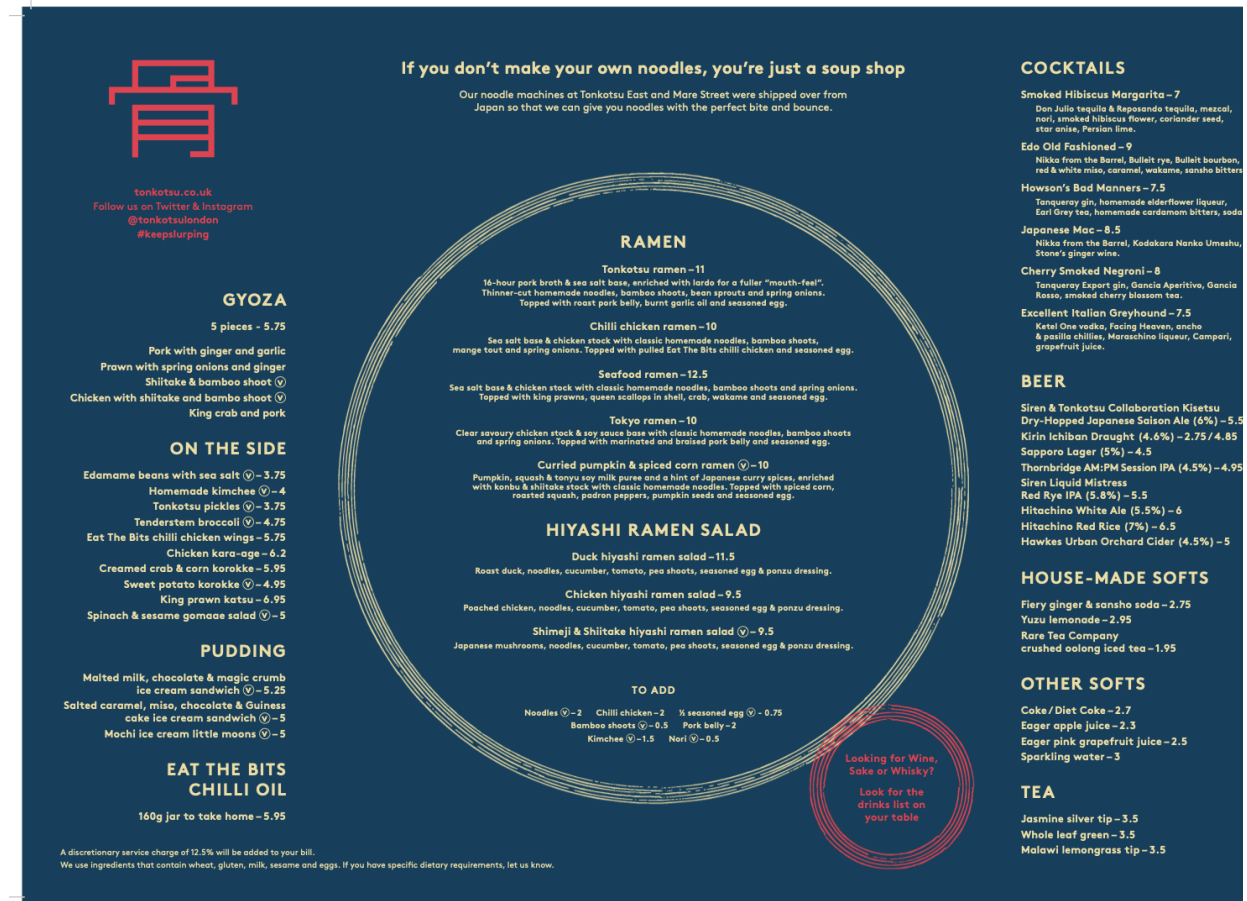 tonkotsu.co.uk
Follow us on Twitter & Instagram
@tonkotsulondon
#keepslurping
GYOZA
5 pieces - 5.75
Pork with ginger and garlic
Prawn with spring onions and ginger
Shiitake & bamboo shoot Ⓥ
Chicken with shiitake and bambo shoot Ⓥ
King crab and pork
ON THE SIDE
Edamame beans with sea salt Ⓥ – 3.75
Homemade kimchee Ⓥ – 4
Tonkotsu pickles Ⓥ – 3.75
Tenderstem broccoli Ⓥ – 4.75
Eat The Bits chilli chicken wings – 5.75
Chicken kara-age – 6.2
Creamed crab & corn korokke – 5.95
Sweet potato korokke Ⓥ – 4.95
King prawn katsu – 6.95
Spinach & sesame gomaae salad Ⓥ – 5
PUDDING
Malted milk, chocolate & magic crumb
ice cream sandwich Ⓥ – 5.25
Salted caramel, miso, chocolate & Guiness
cake ice cream sandwich Ⓥ – 5
Mochi ice cream little moons Ⓥ – 5
EAT THE BITS
CHILLI OIL
160g jar to take home – 5.95
A discretionary service charge of 12.5% will be added to your bill.
We use ingredients that contain wheat, gluten, milk, sesame and eggs. If you have specific dietary requirements, let us know.
If you don't make your own noodles, you're just a soup shop
Our noodle machines at Tonkotsu East and Mare Street were shipped over from
Japan so that we can give you noodles with the perfect bite and bounce.
RAMEN
Tonkotsu ramen – 11
16-hour pork broth & sea salt base, enriched with lardo for a fuller "mouth-feel".
Thinner-cut homemade noodles, bamboo shoots, bean sprouts and spring onions.
Topped with roast pork belly, burnt garlic oil and seasoned egg.
Chilli chicken ramen – 10
Sea salt base & chicken stock with classic homemade noodles, bamboo shoots,
mange tout and spring onions. Topped with pulled Eat The Bits chilli chicken and seasoned egg.
Seafood ramen – 12.5
Sea salt base & chicken stock with classic homemade noodles, bamboo shoots and spring onions.
Topped with king prawns, queen scallops in shell, crab, wakame and seasoned egg.
Tokyo ramen – 10
Clear savoury chicken stock & soy sauce base with classic homemade noodles, bamboo shoots
and spring onions. Topped with marinated and braised pork belly and seasoned egg.
Curried pumpkin & spiced corn ramen Ⓥ – 10
Pumpkin, squash & tonyu soy milk puree and a hint of Japanese curry spices, enriched
with konbu & shiitake stock with classic homemade noodles. Topped with spiced corn,
roasted squash, padron peppers, pumpkin seeds and seasoned egg.
HIYASHI RAMEN SALAD
Duck hiyashi ramen salad – 11.5
Roast duck, noodles, cucumber, tomato, pea shoots, seasoned egg & ponzu dressing.
Chicken hiyashi ramen salad – 9.5
Poached chicken, noodles, cucumber, tomato, pea shoots, seasoned egg & ponzu dressing.
Shimeji & Shiitake hiyashi ramen salad Ⓥ – 9.5
Japanese mushrooms, noodles, cucumber, tomato, pea shoots, seasoned egg & ponzu dressing.
TO ADD
Noodles Ⓥ – 2 Chilli chicken – 2 ½ seasoned egg Ⓥ - 0.75
Bamboo shoots Ⓥ – 0.5 Pork belly – 2
Kimchee Ⓥ – 1.5 Nori Ⓥ – 0.5
Looking for Wine,
Sake or Whisky?
Look for the
drinks list on
your table
COCKTAILS
Smoked Hibiscus Margarita – 7
Don Julio tequila & Reposando tequila, mezcal,
nori, smoked hibiscus flower, coriander seed,
star anise, Persian lime.
Edo Old Fashioned – 9
Nikka from the Barrel, Bulleit rye, Bulleit bourbon,
red & white miso, caramel, wakame, sansho bitters
Howson's Bad Manners – 7.5
Tanqueray gin, homemade elderflower liqueur,
Earl Grey tea, homemade cardamom bitters, soda
Japanese Mac – 8.5
Nikka from the Barrel, Kodakara Nanko Umeshu,
Stone's ginger wine.
Cherry Smoked Negroni – 8
Tanqueray Export gin, Gancia Aperitivo, Gancia
Rosso, smoked cherry blossom tea.
Excellent Italian Greyhound – 7.5
Ketel One vodka, Facing Heaven, ancho
& pasilla chillies, Maraschino liqueur, Campari,
grapefruit juice.
BEER
Siren & Tonkotsu Collaboration Kisetsu
Dry-Hopped Japanese Saison Ale (6%) – 5.5
Kirin Ichiban Draught (4.6%) – 2.75 / 4.85
Sapporo Lager (5%) – 4.5
Thornbridge AM:PM Session IPA (4.5%) – 4.95
Siren Liquid Mistress
Red Rye IPA (5.8%) – 5.5
Hitachino White Ale (5.5%) – 6
Hitachino Red Rice (7%) – 6.5
Hawkes Urban Orchard Cider (4.5%) – 5
HOUSE-MADE SOFTS
Fiery ginger & sansho soda – 2.75
Yuzu lemonade – 2.95
Rare Tea Company
crushed oolong iced tea – 1.95
OTHER SOFTS
Coke / Diet Coke – 2.7
Eager apple juice – 2.3
Eager pink grapefruit juice – 2.5
Sparkling water – 3
TEA
Jasmine silver tip – 3.5
Whole leaf green – 3.5
Malawi lemongrass tip – 3.5